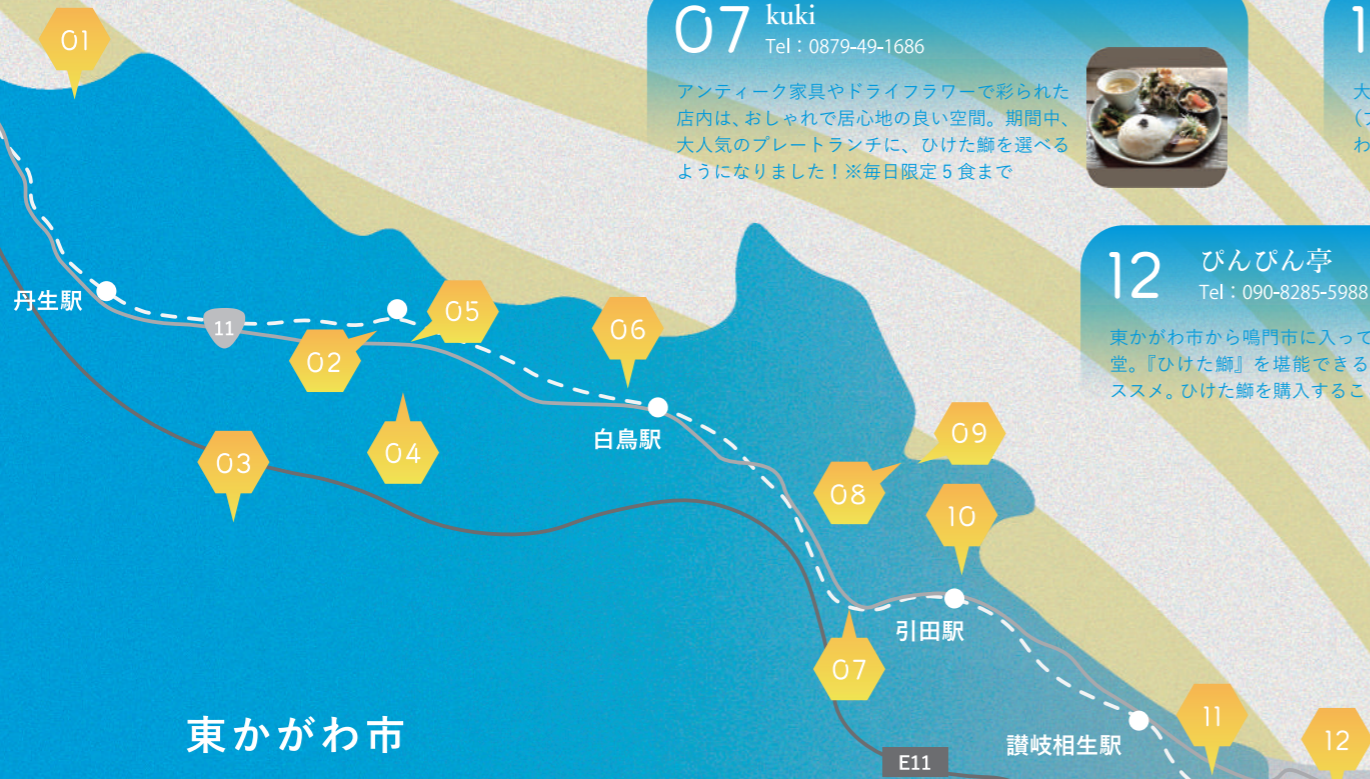 01
07 kuki
Tel：0879-49-1686
アンティーク家具やドライフラワーで彩られた
店内は、おしゃれで居心地の良い空間。期間中、
大人気のプレートランチに、ひけた鰤を選べる
ようになりました！※毎日限定 5 食まで
12 ぴんぴん亭
Tel：090-8285-5988
東かがわ市から鳴門市に入って
堂。『ひけた鰤』を堪能できる
ススメ。ひけた鰤を購入するこ
丹生駅
11
02
05
06
03
04
白鳥駅
08
09
10
引田駅
07
東かがわ市
讃岐相生駅
11
12
E11